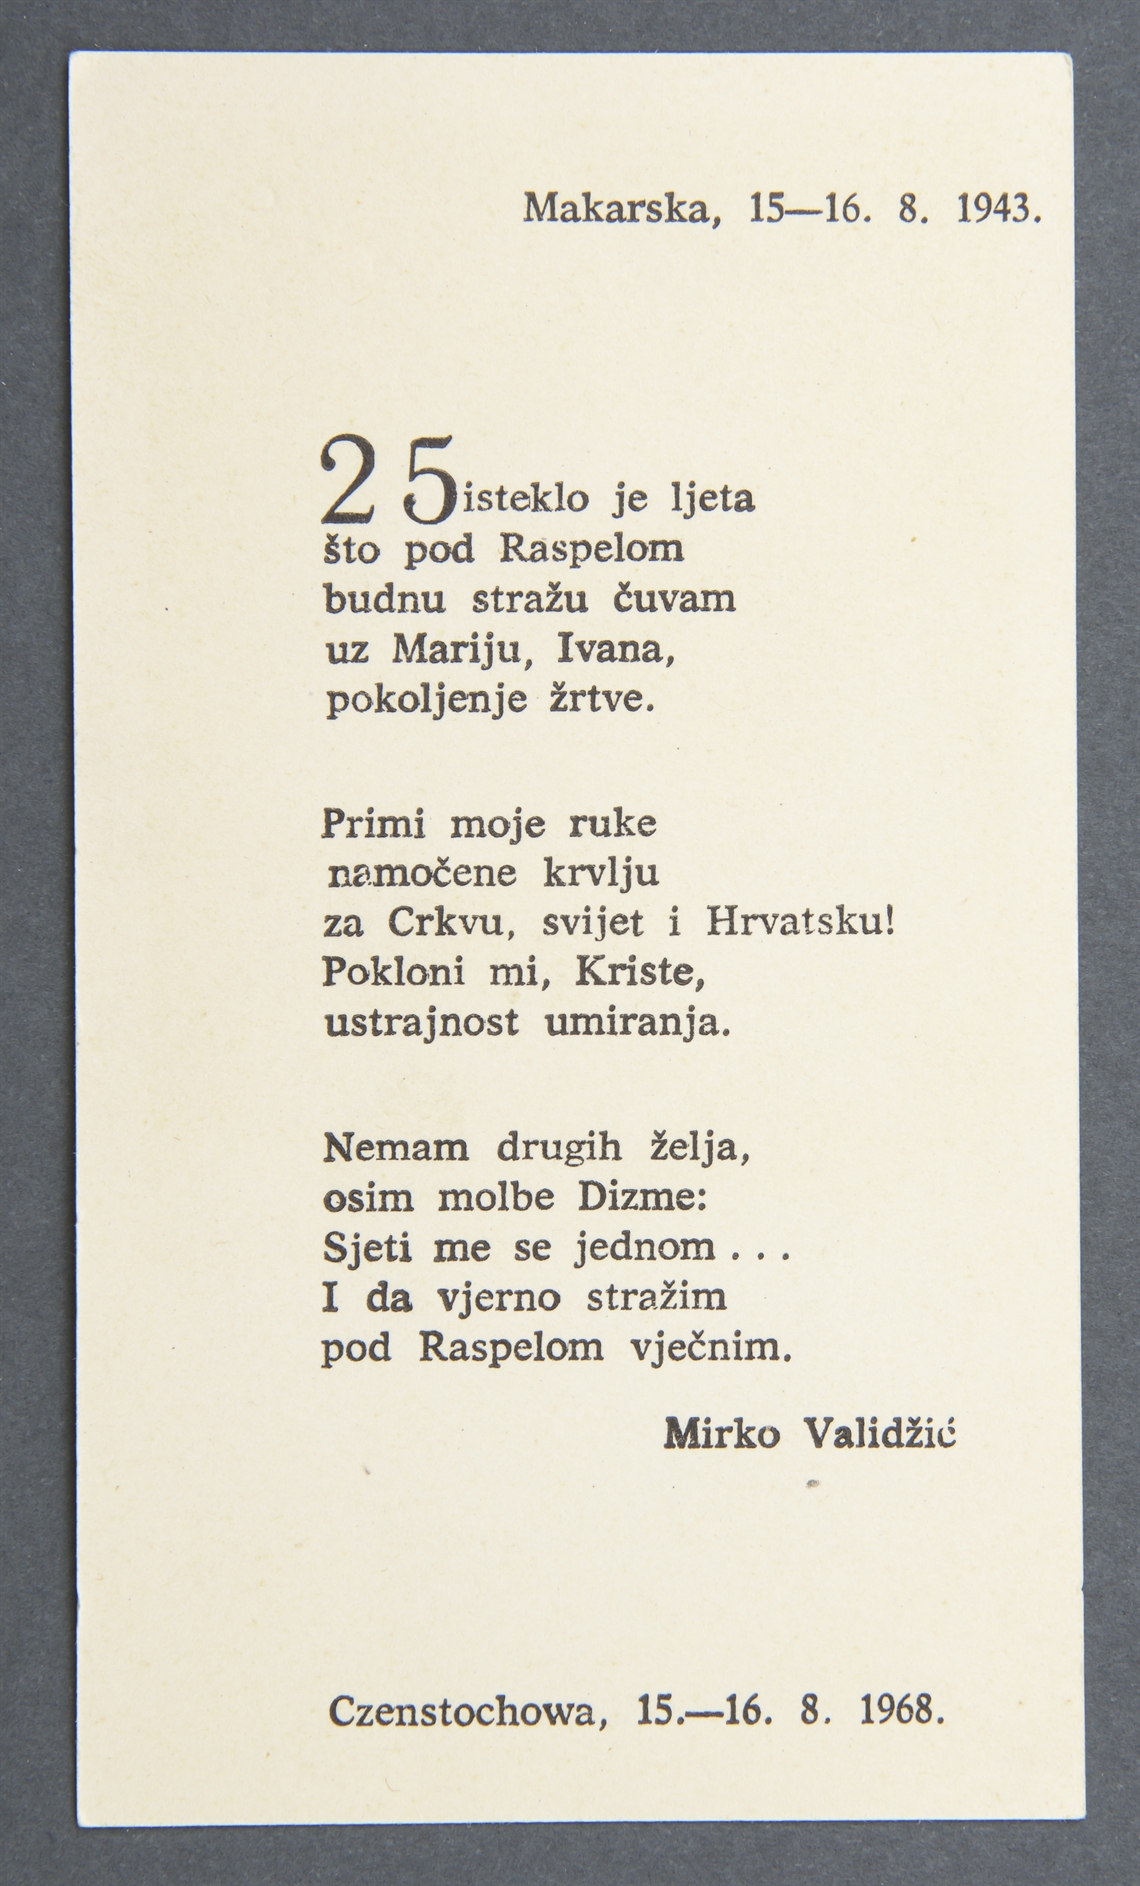 Makarska, 15—16. 8. 1943.
25 isteklo je ljeta
što pod Raspelom
budnu stražu čuvam
uz Mariju, Ivana,
pokoljenje žrtve.
Primi moje ruke
namočene krvlju
za Crkvu, svijet i Hrvatsku!
Pokloni mi, Kriste,
ustrajnost umiranja.
Nemam drugih želja,
osim molbe Dizme:
Sjeti me se jednom . . .
I da vjerno stražim
pod Raspelom vječnim.
Mirko Validžić
Czenstochowa, 15.—16. 8. 1968.